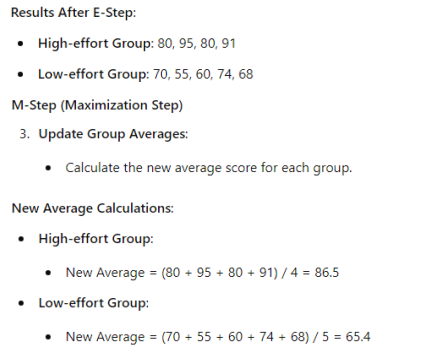 Results After E-Step:
• High-effort Group: 80, 95, 80, 91
• Low-effort Group: 70, 55, 60, 74, 68
M-Step (Maximization Step)
3. Update Group Averages:
• Calculate the new average score for each group.
New Average Calculations:
• High-effort Group:
• New Average = (80 + 95 + 80 + 91) / 4 = 86.5
• Low-effort Group:
• New Average = (70 + 55 + 60 + 74 + 68) / 5 = 65.4